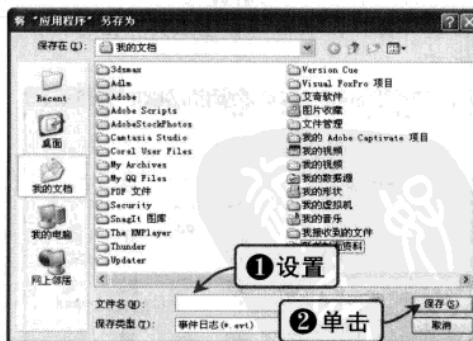 将“应用程序”另存为
保存在(I): 我的文档
Recent
桌面
我的文档
我的电脑
网上邻居
3dsmax
Adlm
Adobe
Adobe Scripts
AdobeStockPhotos
Camtasia Studio
Corel User Files
My Archives
My QQ Files
PDF 文件
Security
SnagIt 图库
The KMPlayer
Thunder
Updater
Version Cue
Visual FoxPro 项目
艾奇软件
图片收藏
文件管理
我的 Adobe Captivate 项目
我的视频
我的视频
我的数据源
我的形状
我的虚拟机
我的音乐
我接收到的文件
资料
❶设置
文件名(N):
保存(S)
保存类型(T): 事件日志(*.evt)
❷单击
取消